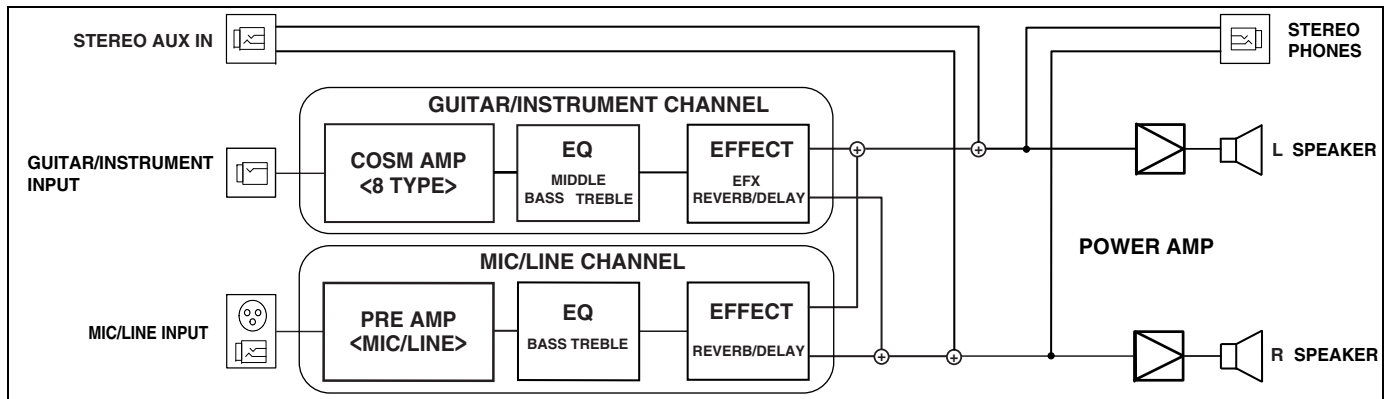 STEREO AUX IN
STEREO
PHONES
GUITAR/INSTRUMENT CHANNEL
GUITAR/INSTRUMENT
INPUT
COSM AMP
<8 TYPE>
EQ
MIDDLE
BASS TREBLE
EFFECT
EFX
REVERB/DELAY
L SPEAKER
POWER AMP
MIC/LINE CHANNEL
MIC/LINE INPUT
PRE AMP
<MIC/LINE>
EQ
BASS TREBLE
EFFECT
REVERB/DELAY
R SPEAKER